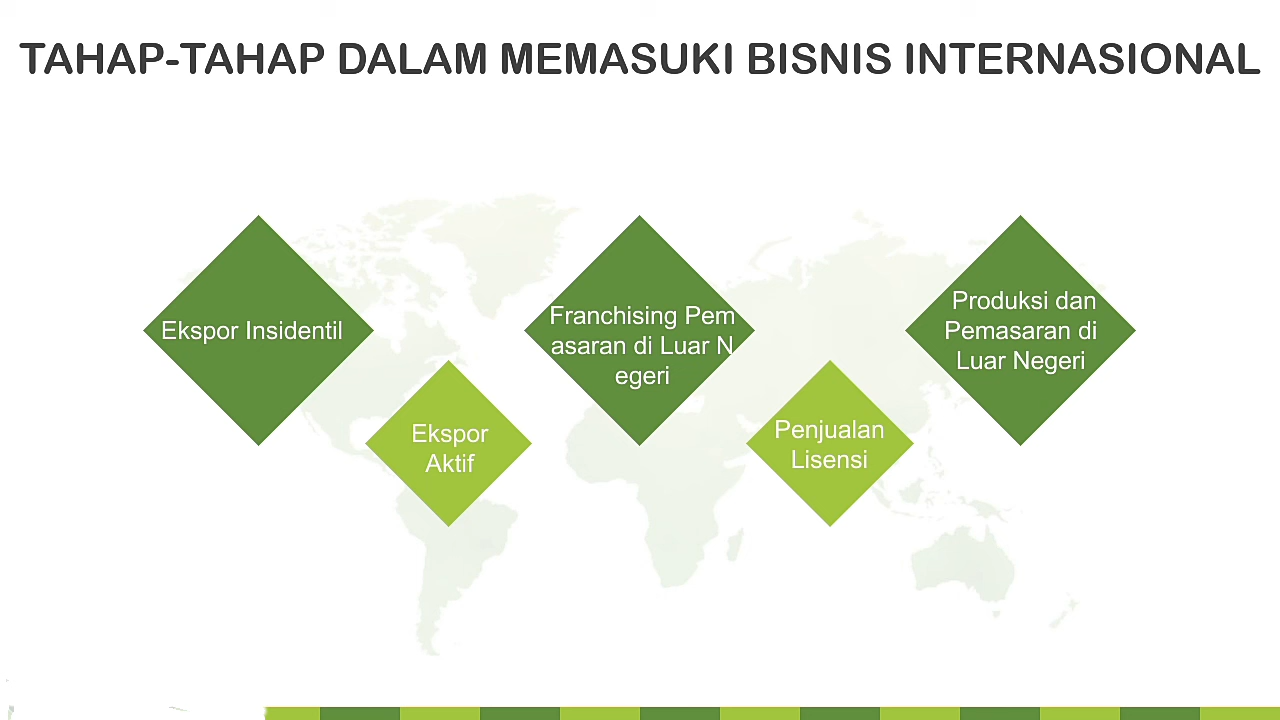 TAHAP-TAHAP DALAM MEMASUKI BISNIS INTERNASIONAL
Ekspor Insidentil
Ekspor
Aktif
Franchising Pem
asaran di Luar N
egeri
Penjualan
Lisensi
Produksi dan
Pemasaran di
Luar Negeri